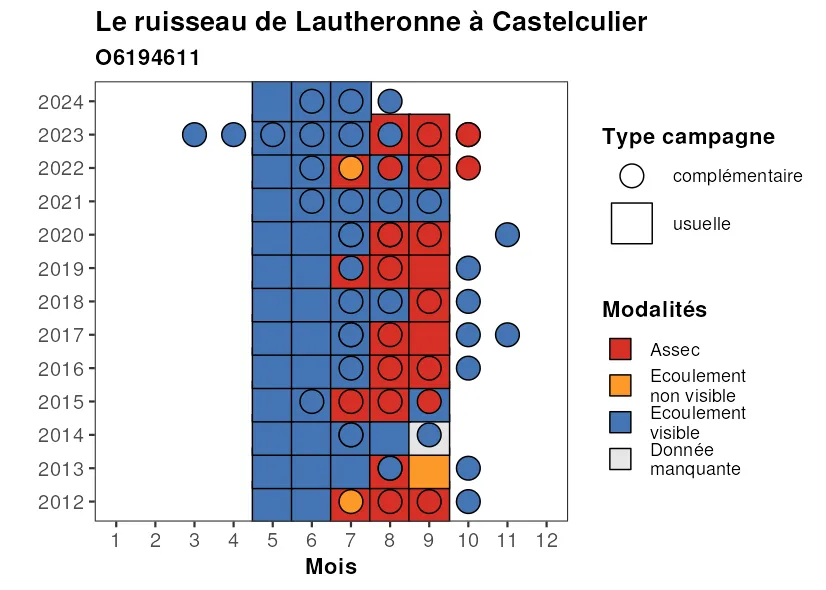 Le ruisseau de Lautheronne à Castelculier
O6194611
2024
2023
2022
2021
2020
2019
2018
2017
2016
2015
2014
2013
2012
1 2 3 4 5 6 7 8 9 10 11 12
Mois
Type campagne
complémentaire
usuelle
Modalités
Assec
Ecoulement
non visible
Ecoulement
visible
Donnée
manquante